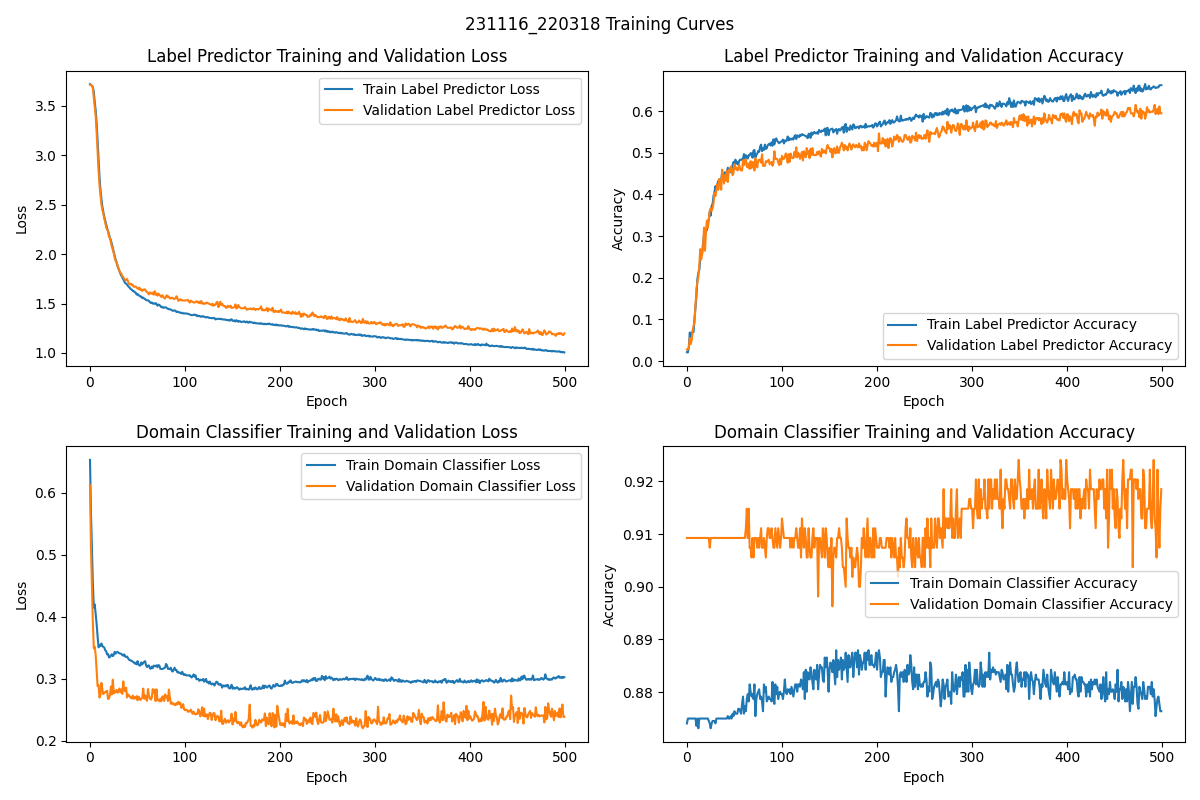 231116_220318 Training Curves
Label Predictor Training and Validation Loss
Train Label Predictor Loss
Validation Label Predictor Loss
3.5
3.0
2.5
2.0
1.5
1.0
Loss
0 100 200 300 400 500
Epoch
Label Predictor Training and Validation Accuracy
0.6
0.5
0.4
0.3
0.2
0.1
0.0
Accuracy
Train Label Predictor Accuracy
Validation Label Predictor Accuracy
0 100 200 300 400 500
Epoch
Domain Classifier Training and Validation Loss
Train Domain Classifier Loss
Validation Domain Classifier Loss
0.6
0.5
0.4
0.3
0.2
Loss
0 100 200 300 400 500
Epoch
Domain Classifier Training and Validation Accuracy
0.92
0.91
0.90
0.89
0.88
Accuracy
Train Domain Classifier Accuracy
Validation Domain Classifier Accuracy
0 100 200 300 400 500
Epoch